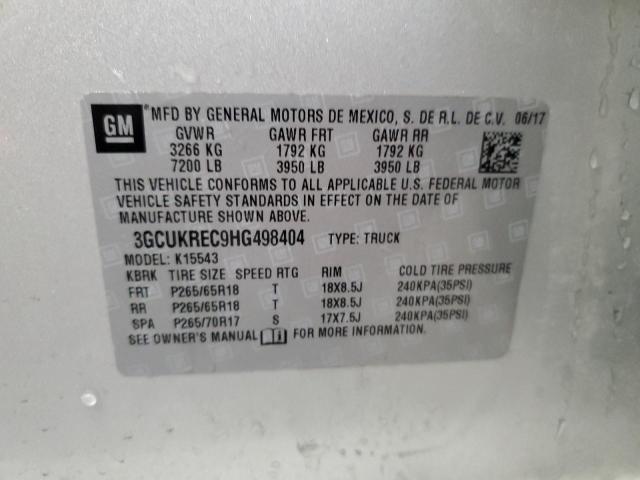 GM ® MFD BY GENERAL MOTORS DE MEXICO, S. DE R.L. DE C.V. 06/17
GVWR GAWR FRT GAWR RR
3266 KG 1792 KG 1792 KG
7200 LB 3950 LB 3950 LB
THIS VEHICLE CONFORMS TO ALL APPLICABLE U.S. FEDERAL MOTOR
VEHICLE SAFETY STANDARDS IN EFFECT ON THE DATE OF
MANUFACTURE SHOWN ABOVE.
3GCUKREC9HG498404 TYPE: TRUCK
MODEL: K15543
KBRK TIRE SIZE SPEED RTG RIM COLD TIRE PRESSURE
FRT P265/65R18 T 18X8.5J 240KPA(35PSI)
RR P265/65R18 T 18X8.5J 240KPA(35PSI)
SPA P265/70R17 S 17X7.5J 240KPA(35PSI)
SEE OWNER'S MANUAL FOR MORE INFORMATION.